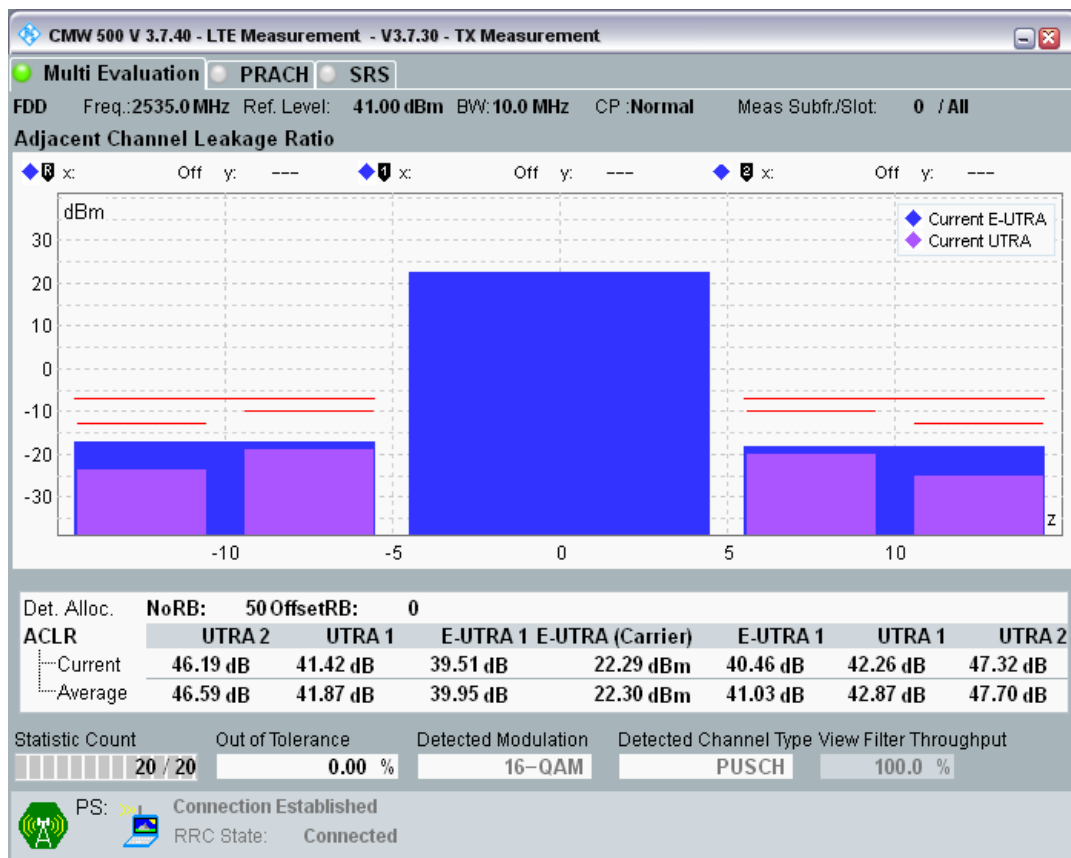 CMW 500 V 3.7.40 - LTE Measurement - V3.7.30 - TX Measurement
Multi Evaluation PRACH SRS
FDD Freq.:2535.0 MHz Ref. Level: 41.00 dBm BW:10.0 MHz CP :Normal Meas Subfr./Slot: 0 / All
Adjacent Channel Leakage Ratio
R x: Off y: --- 1 x: Off y: --- 2 x: Off y: ---
dBm
Current E-UTRA
Current UTRA
30
20
10
0
-10
-20
-30
z
-10 -5 0 5 10
Det. Alloc. NoRB: 50 OffsetRB: 0
ACLR UTRA 2 UTRA 1 E-UTRA 1 E-UTRA (Carrier) E-UTRA 1 UTRA 1 UTRA 2
Current 46.19 dB 41.42 dB 39.51 dB 22.29 dBm 40.46 dB 42.26 dB 47.32 dB
Average 46.59 dB 41.87 dB 39.95 dB 22.30 dBm 41.03 dB 42.87 dB 47.70 dB
Statistic Count Out of Tolerance Detected Modulation Detected Channel Type View Filter Throughput
20 / 20 0.00 % 16-QAM PUSCH 100.0 %
PS: Connection Established
RRC State: Connected